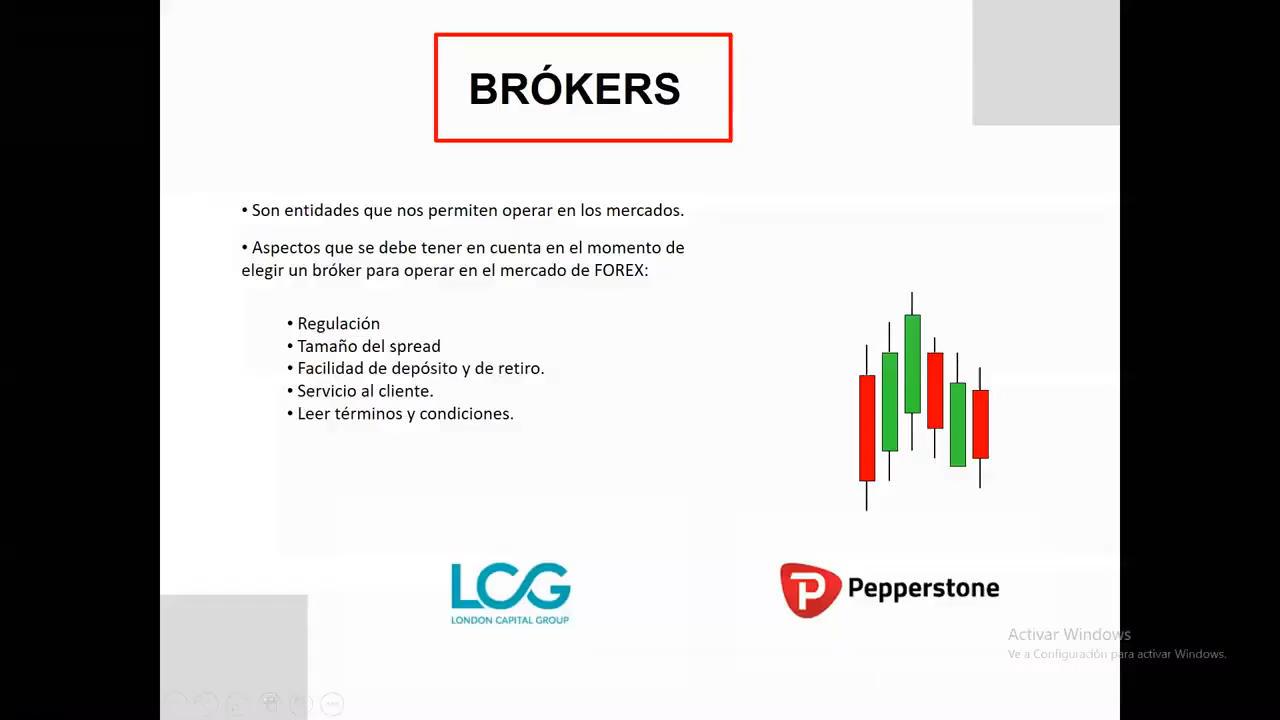 BRÓKERS
• Son entidades que nos permiten operar en los mercados.
• Aspectos que se debe tener en cuenta en el momento de
elegir un bróker para operar en el mercado de FOREX:
• Regulación
• Tamaño del spread
• Facilidad de depósito y de retiro.
• Servicio al cliente.
• Leer términos y condiciones.
LCG
LONDON CAPITAL GROUP
Pepperstone
Activar Windows
Ve a Configuración para activar Windows.